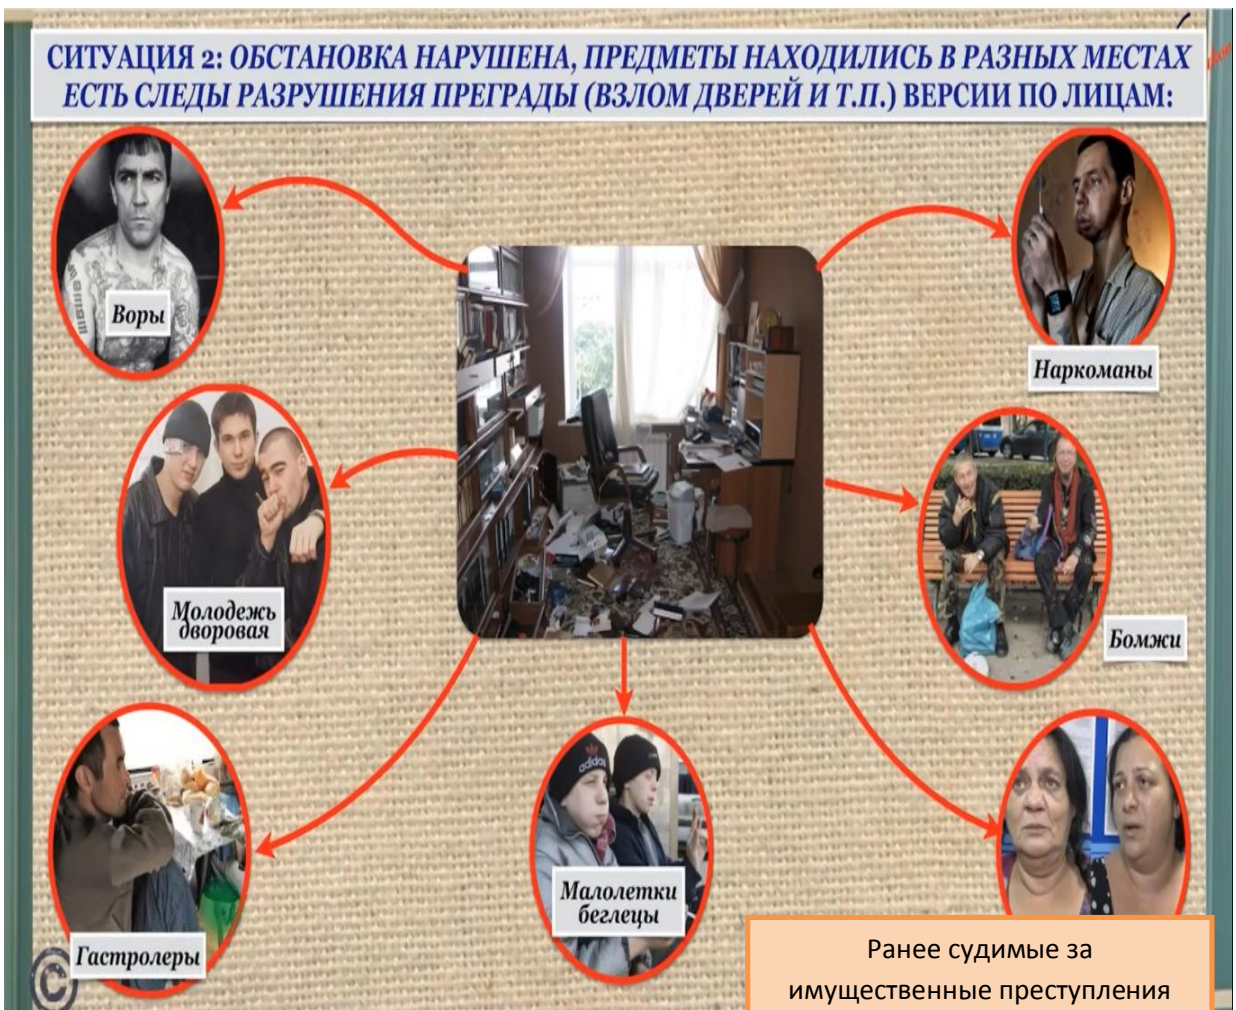 СИТУАЦИЯ 2: ОБСТАНОВКА НАРУШЕНА, ПРЕДМЕТЫ НАХОДИЛИСЬ В РАЗНЫХ МЕСТАХ
ЕСТЬ СЛЕДЫ РАЗРУШЕНИЯ ПРЕГРАДЫ (ВЗЛОМ ДВЕРЕЙ И Т.П.) ВЕРСИИ ПО ЛИЦАМ:
Воры
Наркоманы
Молодежь
дворовая
Бомжи
adidas
Малолетки
беглецы
Гастролеры
©
Ранее судимые за
имущественные преступления